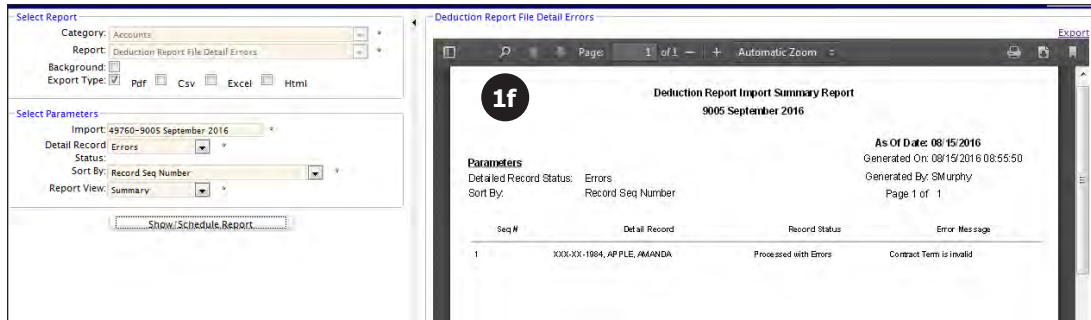 Select Report
Category: Accounts *
Report: Deduction Report File Detail Errors *
Background:
Export Type: Pdf Csv Excel Html
Select Parameters
Import: 49760-9005 September 2016 *
Detail Record Status: Errors *
Sort By: Record Seq Number *
Report View: Summary *
Show/Schedule Report
Deduction Report File Detail Errors
Export
Page: 1 of 1 − + Automatic Zoom
1f
Deduction Report Import Summary Report
9005 September 2016
As Of Date: 08/15/2016
Parameters
Generated On: 08/15/2016 08:55:50
Detailed Record Status: Errors
Generated By: SMurphy
Sort By: Record Seq Number
Page 1 of 1
Seq # Detail Record Record Status Error Message
1 XXX-XX-1984, APPLE, AMANDA Processed with Errors Contract Term is invalid